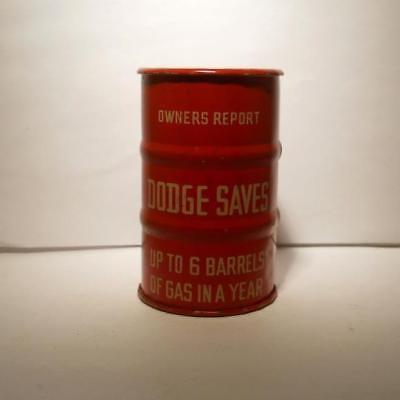 OWNERS REPORT
DODGE SAVES
UP TO 6 BARRELS
OF GAS IN A YEAR